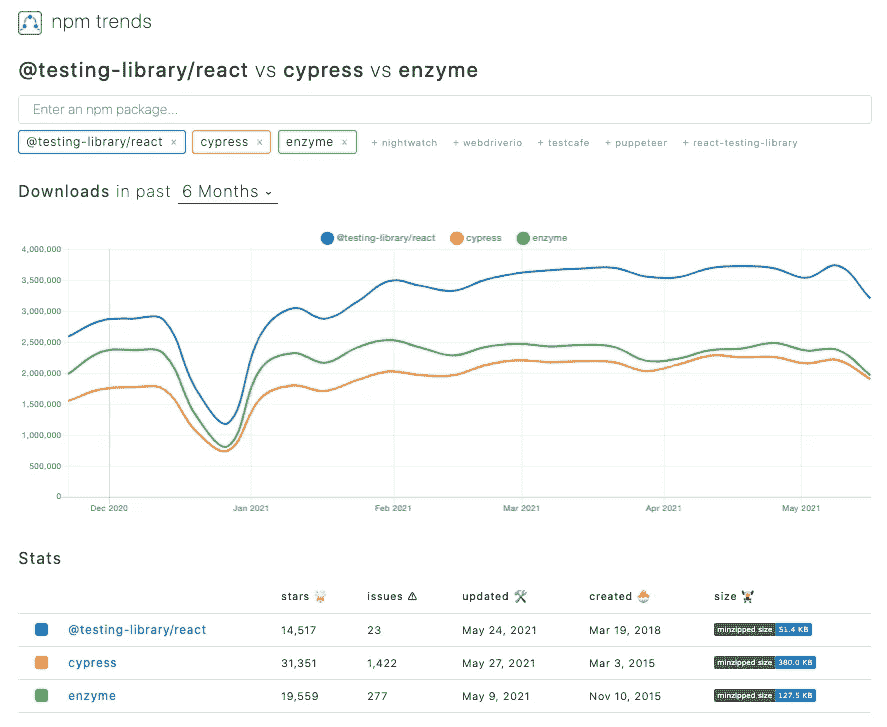 npm trends
@testing-library/react vs cypress vs enzyme
Enter an npm package...
@testing-library/react × cypress × enzyme × + nightwatch + webdriverio + testcafe + puppeteer + react-testing-library
Downloads in past 6 Months
@testing-library/react cypress enzyme
4,000,000
3,500,000
3,000,000
2,500,000
2,000,000
1,500,000
1,000,000
500,000
0
Dec 2020 Jan 2021 Feb 2021 Mar 2021 Apr 2021 May 2021
Stats
stars issues ⚠ updated created size
@testing-library/react 14,517 23 May 24, 2021 Mar 19, 2018 minzipped size 51.4 KB
cypress 31,351 1,422 May 27, 2021 Mar 3, 2015 minzipped size 380.0 KB
enzyme 19,559 277 May 9, 2021 Nov 10, 2015 minzipped size 127.5 KB